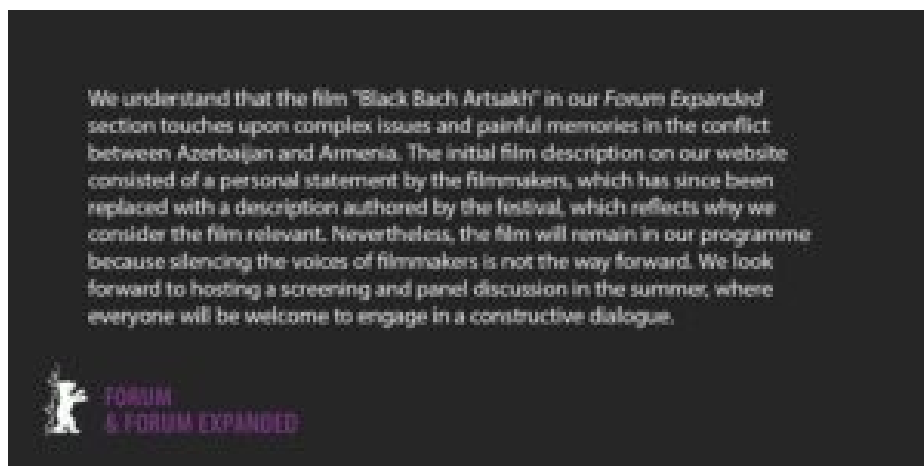 We understand that the film "Black Bach Artsakh" in our Forum Expanded
section touches upon complex issues and painful memories in the conflict
between Azerbaijan and Armenia. The initial film description on our website
consisted of a personal statement by the filmmakers, which has since been
replaced with a description authored by the festival, which reflects why we
consider the film relevant. Nevertheless, the film will remain in our programme
because silencing the voices of filmmakers is not the way forward. We look
forward to hosting a screening and panel discussion in the summer, where
everyone will be welcome to engage in a constructive dialogue.
FORUM
& FORUM EXPANDED